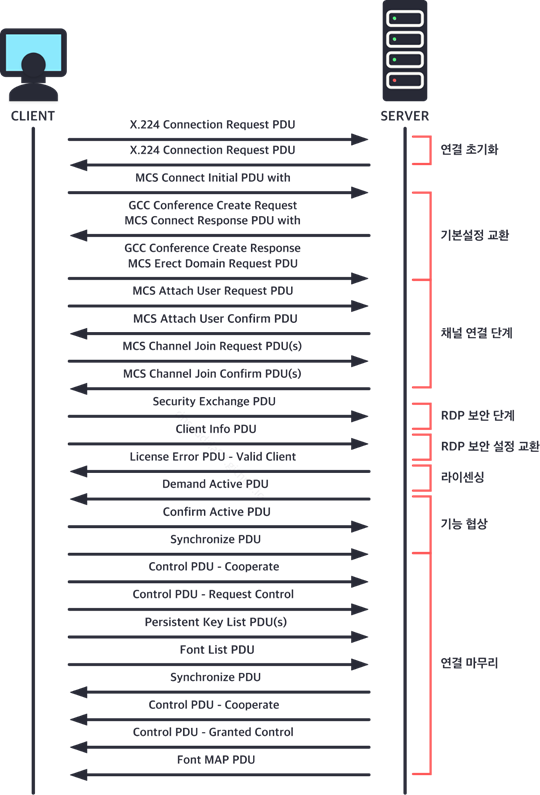 CLIENT
SERVER
X.224 Connection Request PDU
X.224 Connection Request PDU
연결 초기화
MCS Connect Initial PDU with
GCC Conference Create Request
MCS Connect Response PDU with
기본설정 교환
GCC Conference Create Response
MCS Erect Domain Request PDU
MCS Attach User Request PDU
MCS Attach User Confirm PDU
채널 연결 단계
MCS Channel Join Request PDU(s)
MCS Channel Join Confirm PDU(s)
Security Exchange PDU
RDP 보안 단계
Client Info PDU
RDP 보안 설정 교환
License Error PDU - Valid Client
라이센싱
Demand Active PDU
Confirm Active PDU
기능 협상
Synchronize PDU
Control PDU - Cooperate
Control PDU - Request Control
Persistent Key List PDU(s)
Font List PDU
연결 마무리
Synchronize PDU
Control PDU - Cooperate
Control PDU - Granted Control
Font MAP PDU